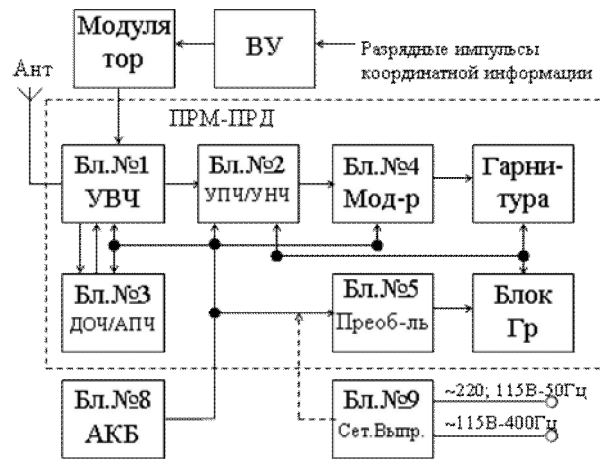 Модуля
тор
ВУ
Разрядные импульсы
координатной информации
Ант
ПРМ-ПРД
Бл.№1
УВЧ
Бл.№2
УПЧ/УНЧ
Бл.№4
Мод-р
Гарни-
тура
Бл.№3
ДОЧ/АПЧ
Бл.№5
Преоб-ль
Блок
Гр
Бл.№8
АКБ
Бл.№9
Сет.Выпр.
~220; 115В-50Гц
~115В-400Гц